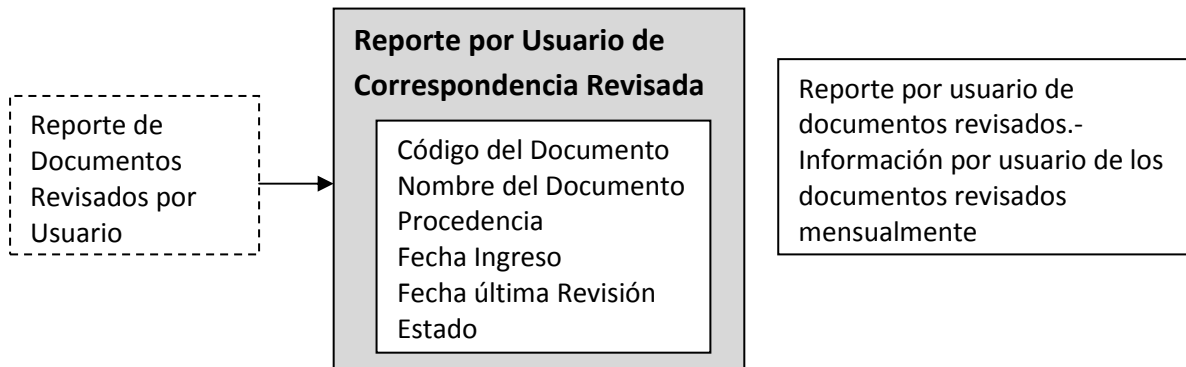 Reporte de
Documentos
Revisados por
Usuario
Reporte por Usuario de
Correspondencia Revisada
Código del Documento
Nombre del Documento
Procedencia
Fecha Ingreso
Fecha última Revisión
Estado
Reporte por usuario de
documentos revisados.-
Información por usuario de los
documentos revisados
mensualmente